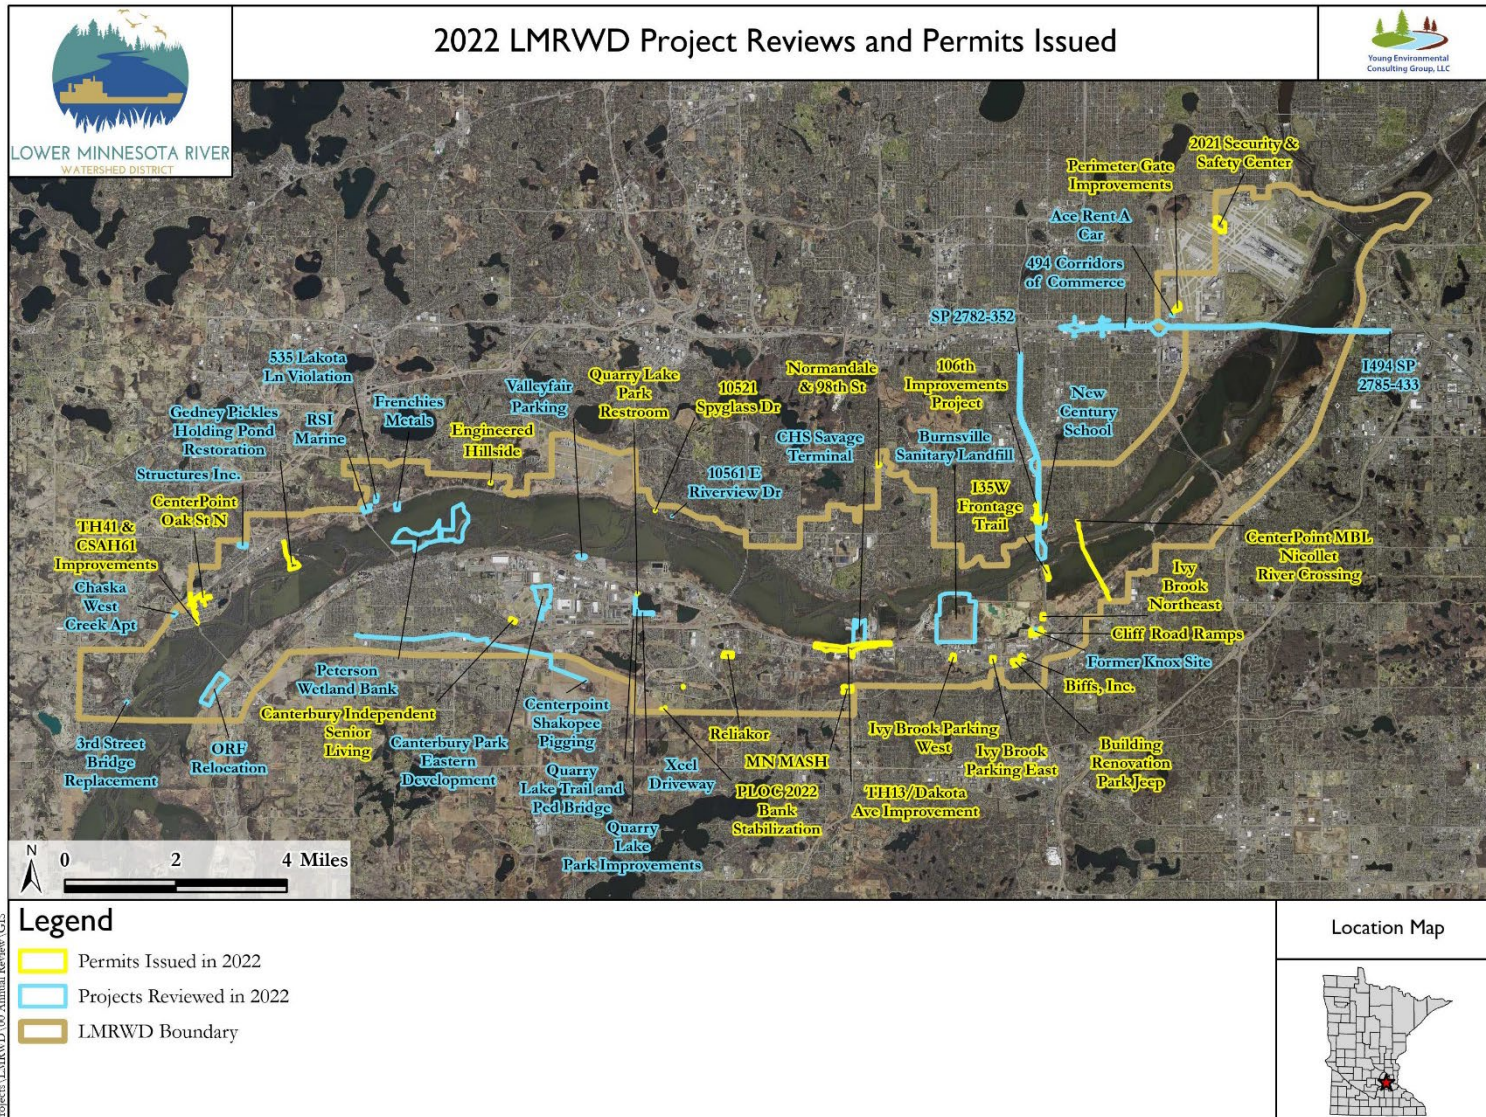 2022 LMRWD Project Reviews and Permits Issued
LOWER MINNESOTA RIVER
WATERSHED DISTRICT
Young Environmental
Consulting Group, LLC
2021 Security &
Safety Center
Perimeter Gate
Improvements
Ace Rent A
Car
494 Corridors
of Commerce
SP 2782-352
I494 SP
2785-433
535 Lakota
Ln Violation
Gedney Pickles
Holding Pond
Restoration
RSI
Marine
Frenchies
Metals
Structures Inc.
Engineered
Hillside
Valleyfair
Parking
Quarry Lake
Park
Restroom
10521
Spyglass Dr
Normandale
& 98th St
106th
Improvements
Project
New
Century
School
CHS Savage
Terminal
Burnsville
Sanitary Landfill
10561 E
Riverview Dr
I35W
Frontage
Trail
CenterPoint
Oak St N
TH41 &
CSAH61
Improvements
Chaska
West
Creek Apt
CenterPoint MBL
Nicollet
River Crossing
Ivy
Brook
Northeast
Cliff Road Ramps
Former Knox Site
Biffs, Inc.
Peterson
Wetland Bank
Canterbury Independent
Senior
Living
3rd Street
Bridge
Replacement
ORF
Relocation
Canterbury Park
Eastern
Development
Centerpoint
Shakopee
Pigging
Quarry
Lake Trail and
Ped Bridge
Quarry
Lake
Park Improvements
Xcel
Driveway
Reliakor
MN MASH
PLOC 2022
Bank
Stabilization
TH13/Dakota
Ave Improvement
Ivy Brook Parking
West
Ivy Brook
Parking East
Building
Renovation
Park Jeep
N
0 2 4 Miles
Legend
Permits Issued in 2022
Projects Reviewed in 2022
LMRWD Boundary
Location Map